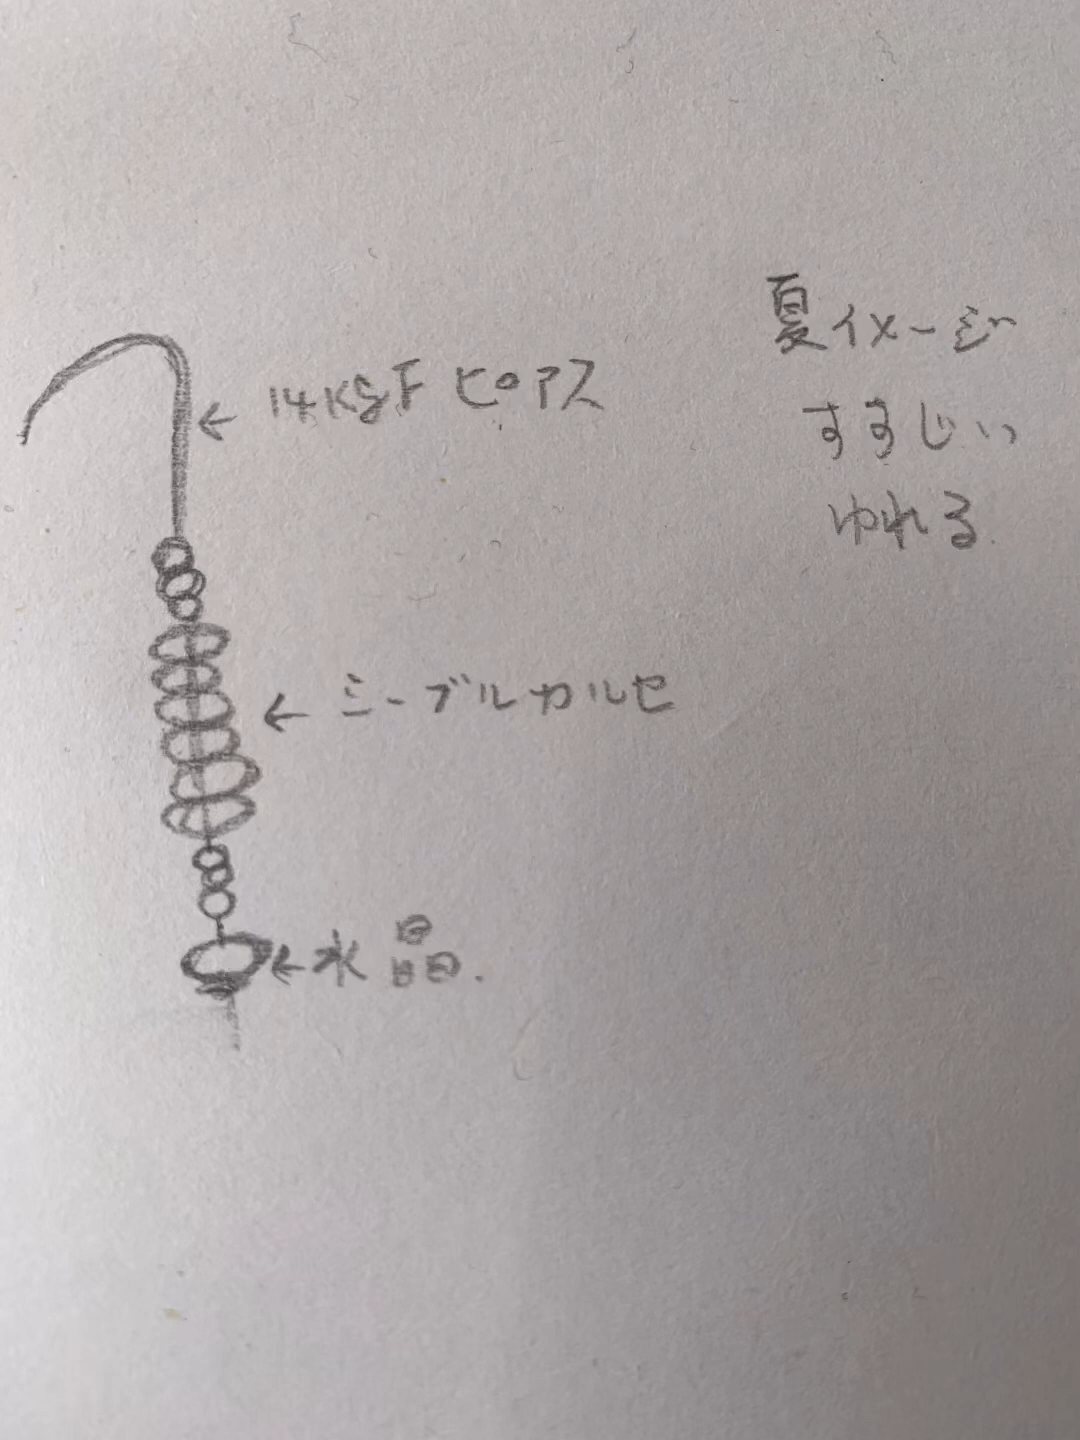 夏イメージ
すずしい
ゆれる
← 14KgF ピアス
← シーブルカルセ
← 水晶.